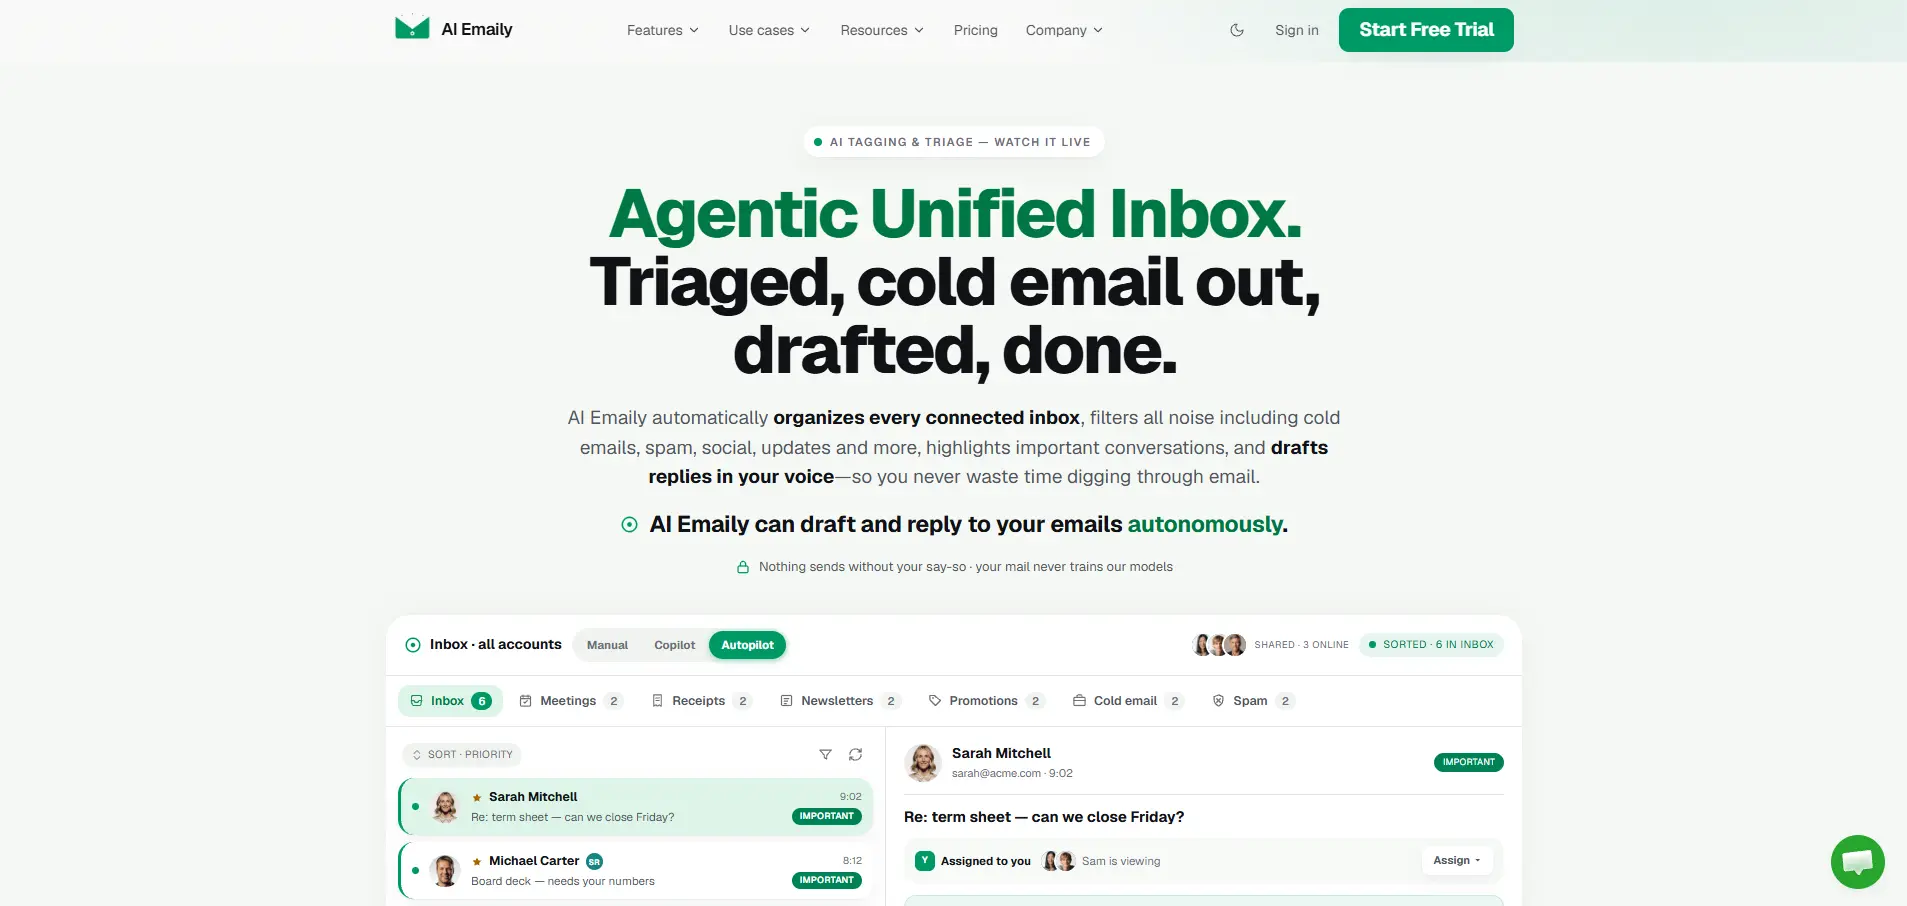 AI Emaily
Features
Use cases
Resources
Pricing
Company
Sign in
Start Free Trial
AI TAGGING & TRIAGE — WATCH IT LIVE
Agentic Unified Inbox.
Triaged, cold email out,
drafted, done.
AI Emaily automatically organizes every connected inbox, filters all noise including cold
emails, spam, social, updates and more, highlights important conversations, and drafts
replies in your voice—so you never waste time digging through email.
AI Emaily can draft and reply to your emails autonomously.
Nothing sends without your say-so · your mail never trains our models
Inbox · all accounts
Manual
Copilot
Autopilot
SHARED · 3 ONLINE
SORTED · 6 IN INBOX
Inbox 6
Meetings 2
Receipts 2
Newsletters 2
Promotions 2
Cold email 2
Spam 2
SORT · PRIORITY
Sarah Mitchell
9:02
Re: term sheet — can we close Friday?
IMPORTANT
Michael Carter SR
8:12
Board deck — needs your numbers
IMPORTANT
Sarah Mitchell
sarah@acme.com · 9:02
IMPORTANT
Re: term sheet — can we close Friday?
Y Assigned to you
Sam is viewing
Assign